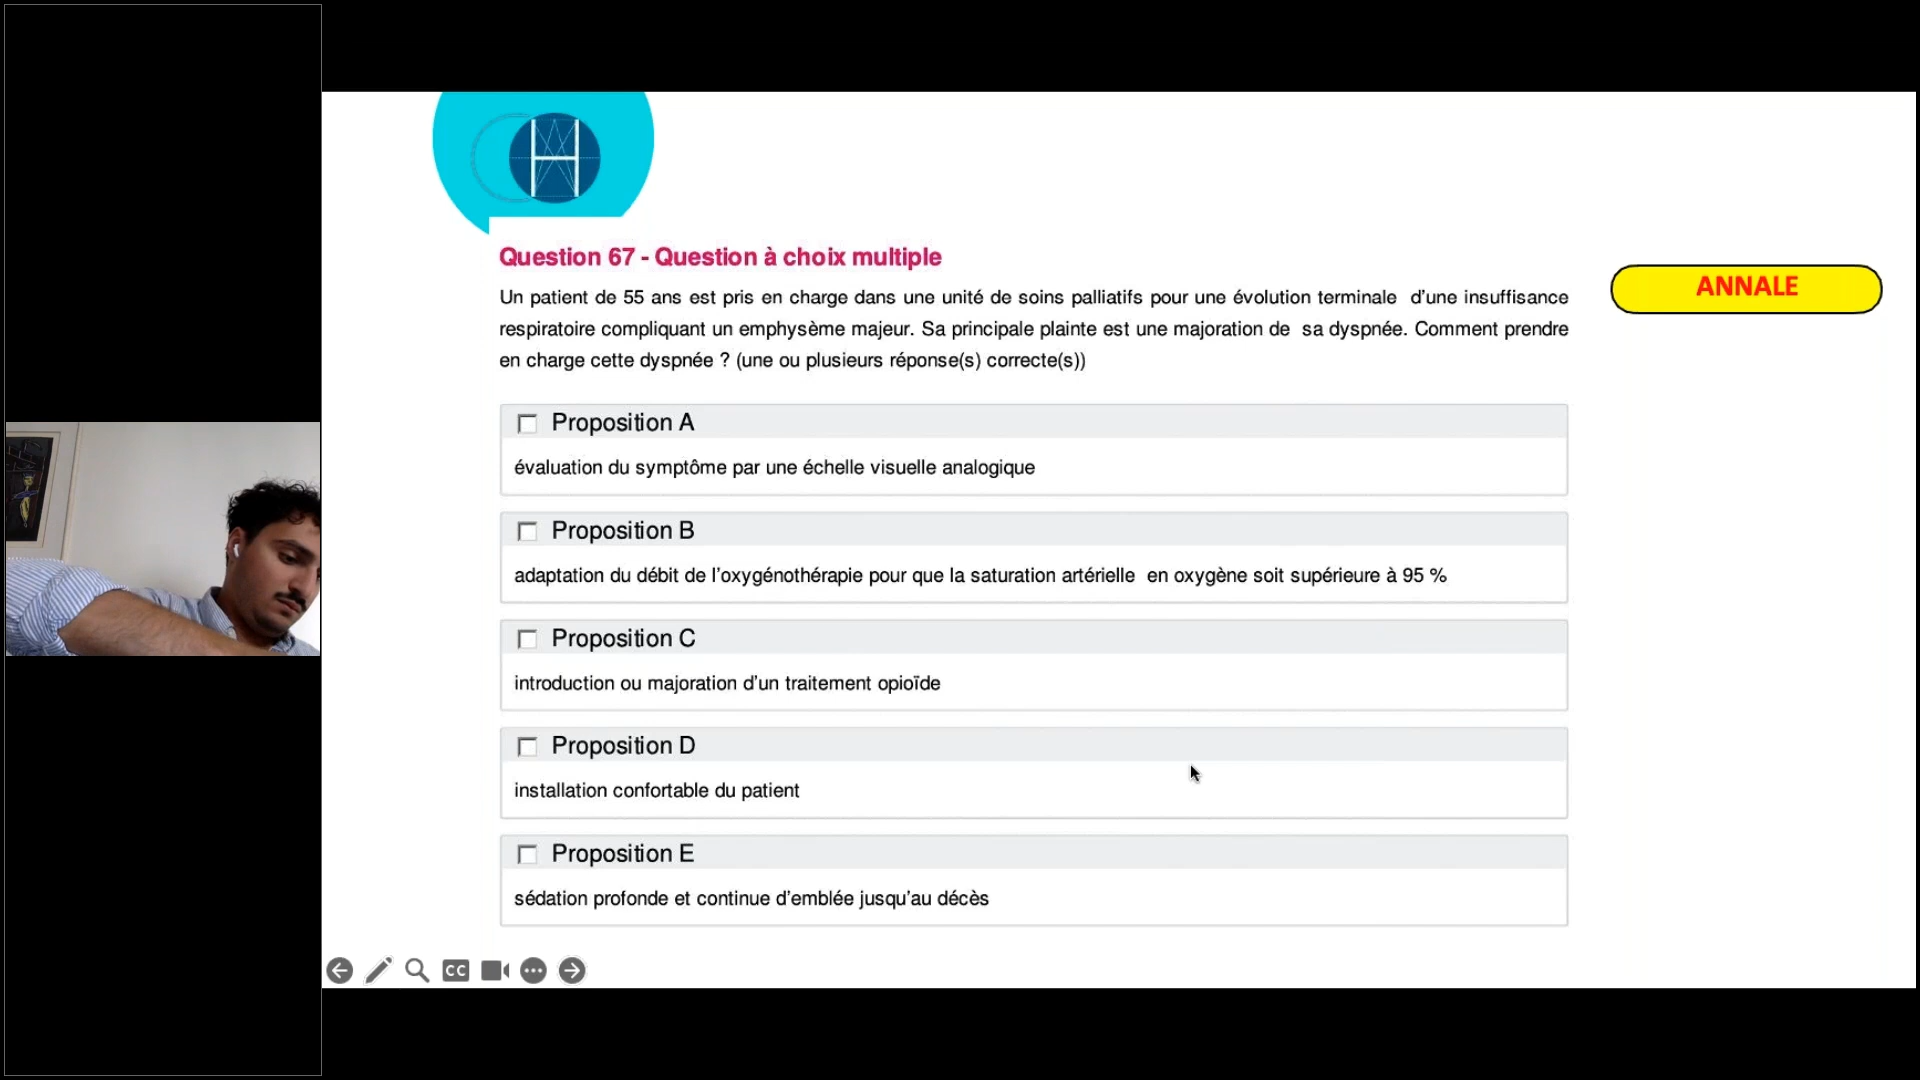 Question 67 - Question à choix multiple
ANNALE
Un patient de 55 ans est pris en charge dans une unité de soins palliatifs pour une évolution terminale d’une insuffisance
respiratoire compliquant un emphysème majeur. Sa principale plainte est une majoration de sa dyspnée. Comment prendre
en charge cette dyspnée ? (une ou plusieurs réponse(s) correcte(s))
Proposition A
évaluation du symptôme par une échelle visuelle analogique
Proposition B
adaptation du débit de l’oxygénothérapie pour que la saturation artérielle en oxygène soit supérieure à 95 %
Proposition C
introduction ou majoration d’un traitement opioïde
Proposition D
installation confortable du patient
Proposition E
sédation profonde et continue d’emblée jusqu’au décès
CC